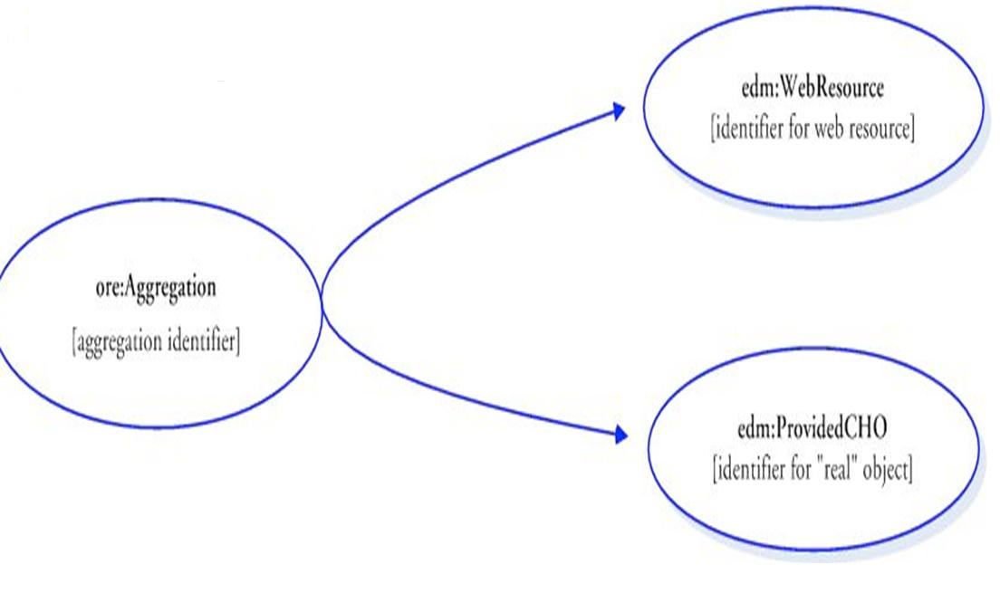 edm:WebResource
[identifier for web resource]
ore:Aggregation
[aggregation identifier]
edm:ProvidedCHO
[identifier for "real" object]